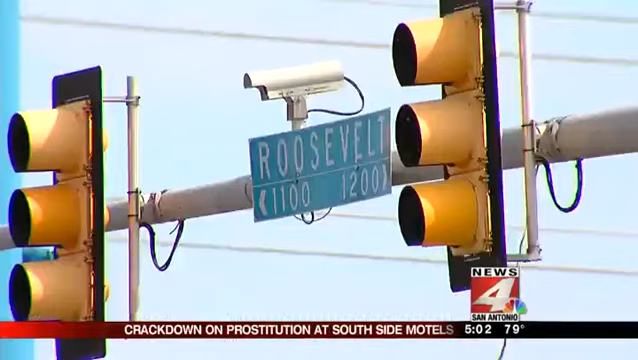 ROOSEVELT
<1100 1200>
NEWS
4
SAN ANTONIO
CRACKDOWN ON PROSTITUTION AT SOUTH SIDE MOTELS 5:02 79°